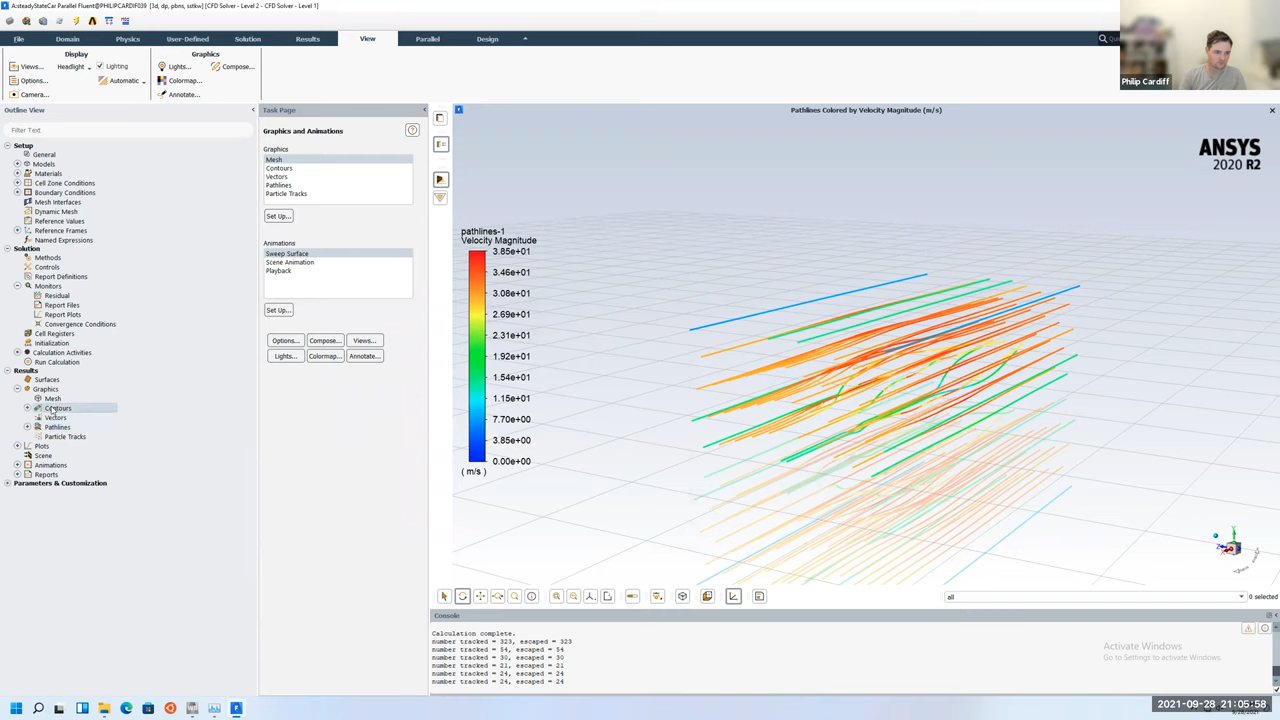 A:steadyStateCar Parallel Fluent@PHILIPCARDIF039 [3d, dp, pbns, sstkw] [CFD Solver - Level 2 - CFD Solver - Level 1]
File Domain Physics User-Defined Solution Results View Parallel Design
Display
Graphics
Views... Headlight Lighting Lights... Compose...
Options... Automatic Colormap...
Camera... Annotate...
Philip Cardiff
Outline View
Filter Text
Setup
General
Models
Materials
Cell Zone Conditions
Boundary Conditions
Mesh Interfaces
Dynamic Mesh
Reference Values
Reference Frames
Named Expressions
Solution
Methods
Controls
Report Definitions
Monitors
Residual
Report Files
Report Plots
Convergence Conditions
Cell Registers
Initialization
Calculation Activities
Run Calculation
Results
Surfaces
Graphics
Mesh
Contours
Vectors
Pathlines
Particle Tracks
Plots
Scene
Animations
Reports
Parameters & Customization
Task Page
Graphics and Animations
Graphics
Mesh
Contours
Vectors
Pathlines
Particle Tracks
Set Up...
Animations
Sweep Surface
Scene Animation
Playback
Set Up...
Options... Compose... Views...
Lights... Colormap... Annotate...
Pathlines Colored by Velocity Magnitude (m/s)
ANSYS
2020 R2
pathlines-1
Velocity Magnitude
3.85e+01
3.46e+01
3.08e+01
2.69e+01
2.31e+01
1.92e+01
1.54e+01
1.15e+01
7.70e+00
3.85e+00
0.00e+00
( m/s )
all
0 selected
Console
Calculation complete.
number tracked = 323, escaped = 323
number tracked = 54, escaped = 54
number tracked = 30, escaped = 30
number tracked = 21, escaped = 21
number tracked = 24, escaped = 24
number tracked = 24, escaped = 24
Activate Windows
Go to Settings to activate Windows.
2021-09-28 21:05:58